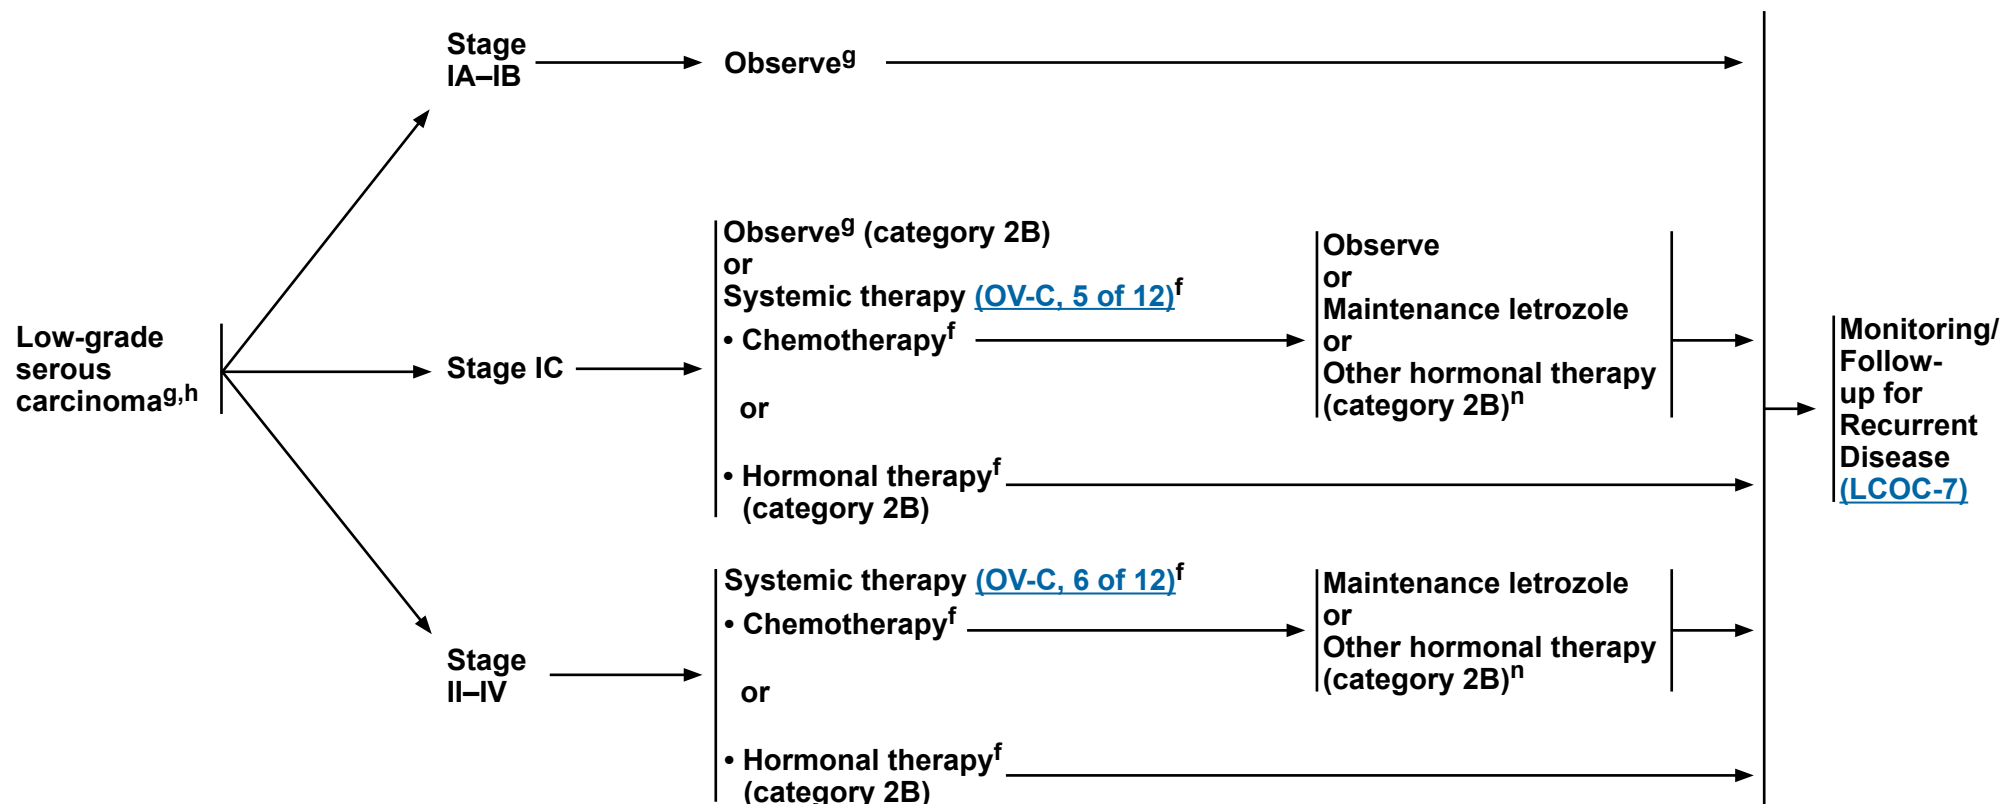 Stage
IA–IB
Observeg
Low-grade
serous
carcinomag,h
Stage IC
Observeg (category 2B)
or
Systemic therapy (OV-C, 5 of 12)f
• Chemotherapyf
or
• Hormonal therapyf
(category 2B)
Observe
or
Maintenance letrozole
or
Other hormonal therapy
(category 2B)n
Stage
II–IV
Systemic therapy (OV-C, 6 of 12)f
• Chemotherapyf
or
• Hormonal therapyf
(category 2B)
Maintenance letrozole
or
Other hormonal therapy
(category 2B)n
Monitoring/
Follow-
up for
Recurrent
Disease
(LCOC-7)